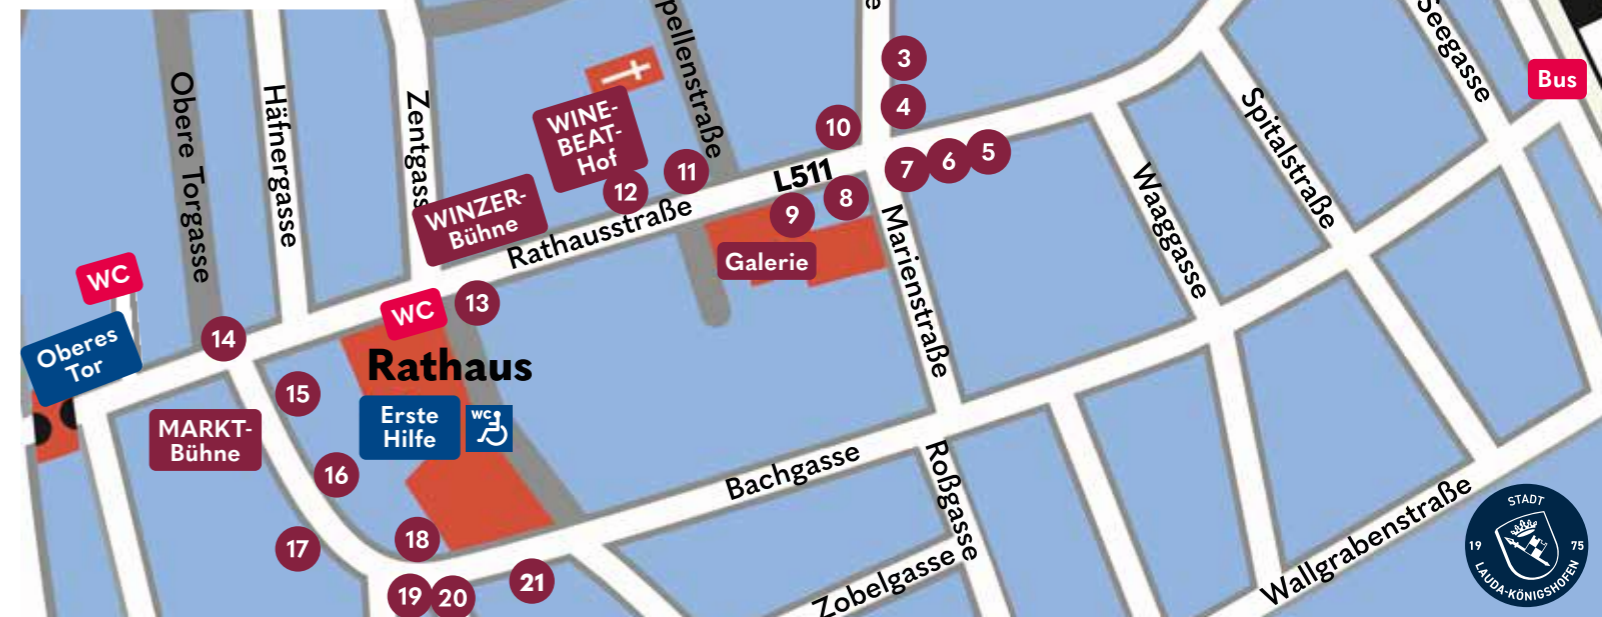 Obere Torgasse
Häfnergasse
Zentgass
pellenstraße
e
Seegasse
Bus
WINE-
BEAT-
Hof
3
4
10
5
6
7
11
12
L511
8
9
Galerie
WINZER-
Bühne
Rathausstraße
Marienstraße
Waaggasse
Spitalstraße
WC
Oberes
Tor
14
WC
13
Rathaus
Erste
Hilfe
WC
15
MARKT-
Bühne
16
17
18
19
20
21
Bachgasse
Roßgasse
Zobelgasse
Wallgrabenstraße
STADT
19 75
LAUDA-KÖNIGSHOFEN